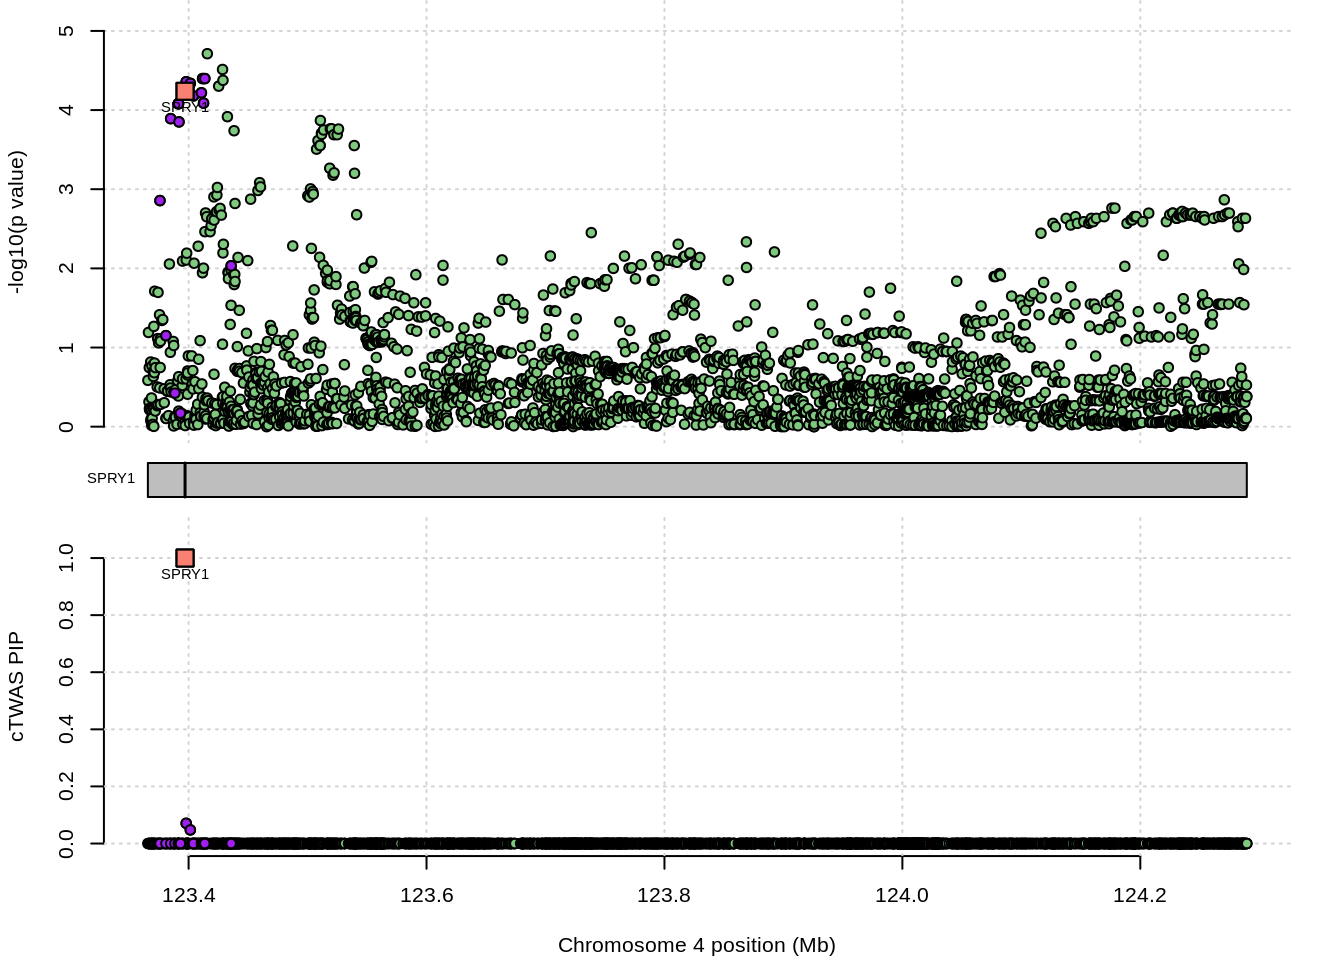 5
4
3
2
1
0
-log10(p value)
SPRY1
SPRY1
1.0
0.8
0.6
0.4
0.2
0.0
cTWAS PIP
SPRY1
123.4 123.6 123.8 124.0 124.2
Chromosome 4 position (Mb)